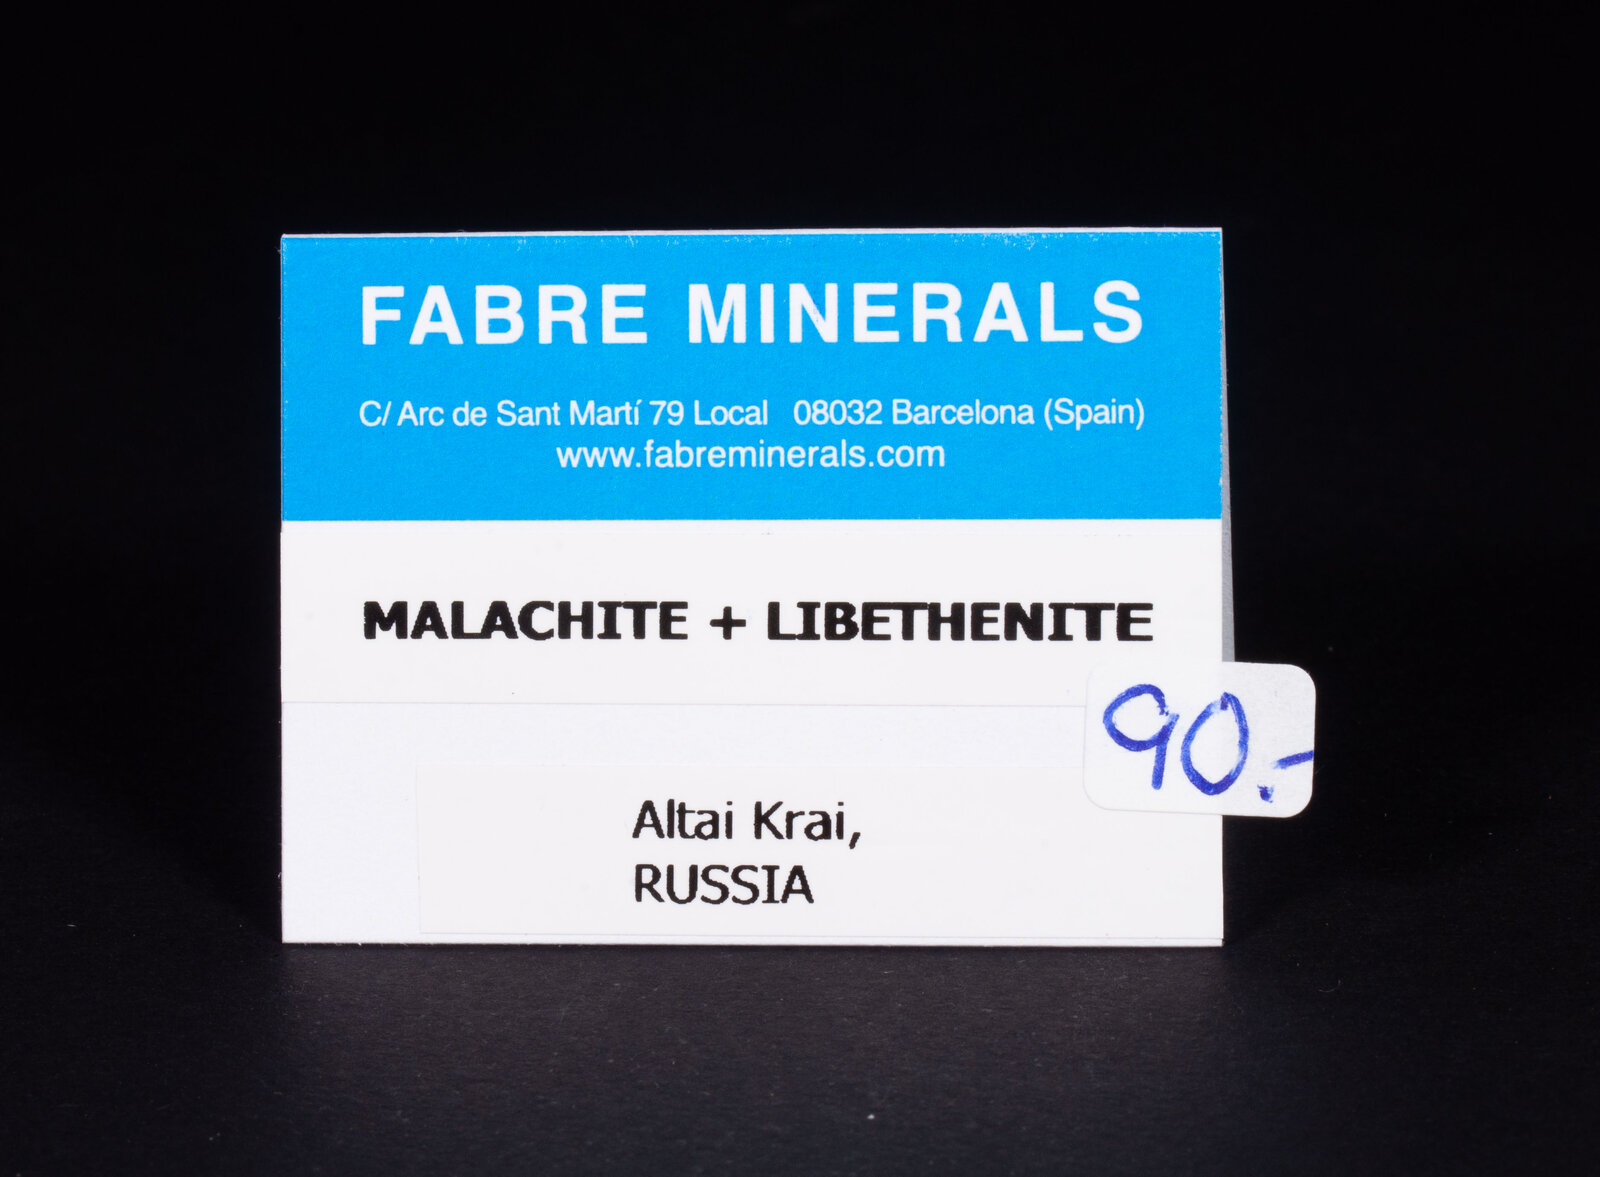 FABRE MINERALS
C/ Arc de Sant Martí 79 Local 08032 Barcelona (Spain)
www.fabreminerals.com
MALACHITE + LIBETHENITE
90.-
Altai Krai,
RUSSIA